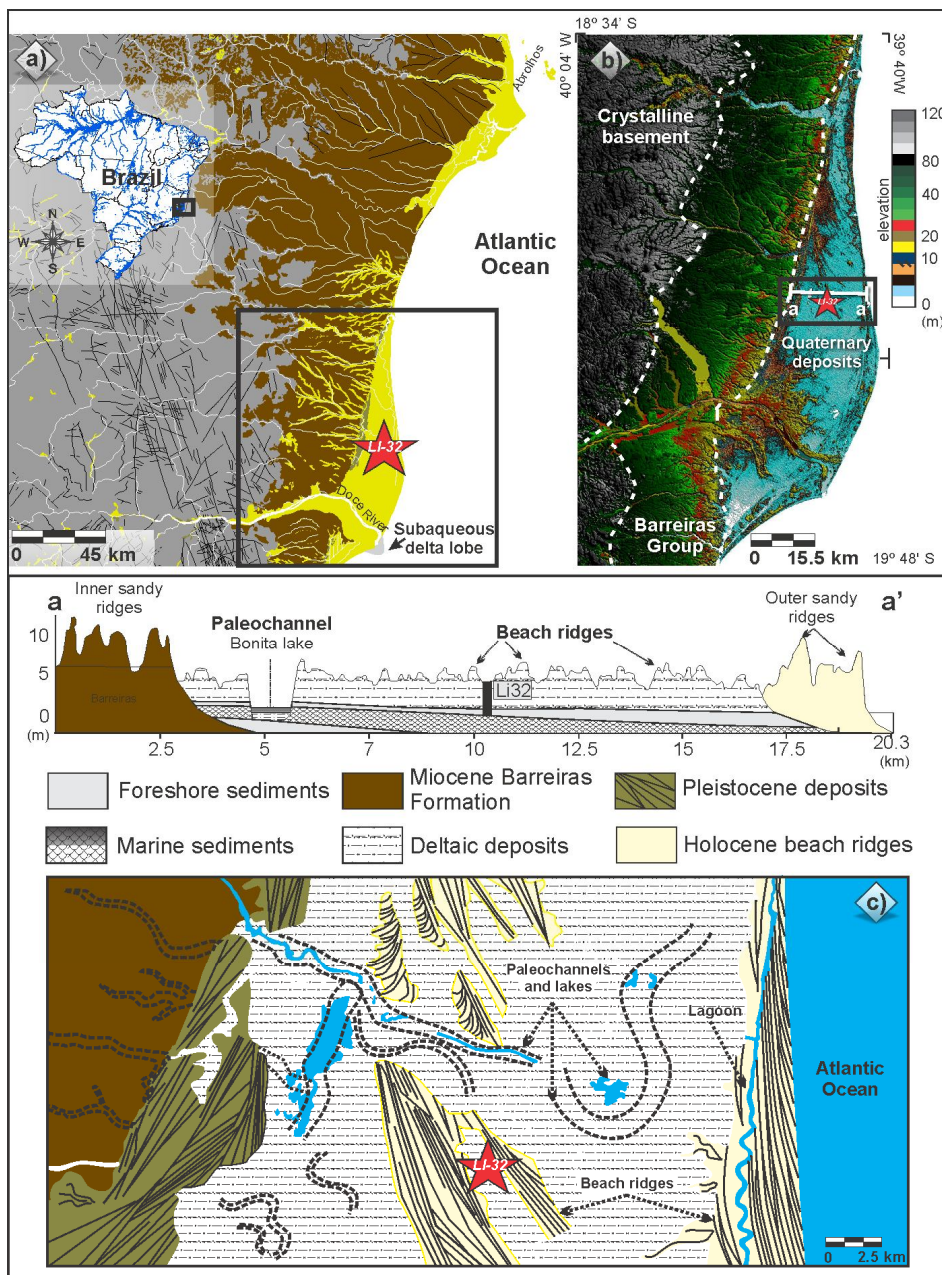 a)
Brazil
N
W E
S
Abrolhos
Atlantic
Ocean
LI-32
Doce River
Subaqueous
delta lobe
0 45 km
18º 34' S
40º 04' W
39º 40'W
b)
Crystalline
basement
120
80
40
20
10
0
(m)
elevation
a a'
LI-32
Quaternary
deposits
Barreiras
Group
0 15.5 km
19º 48' S
a
Inner sandy
ridges
Paleochannel
Bonita lake
Beach ridges
Outer sandy
ridges
a'
10
5
0
(m)
Barreiras
Li32
2.5 5 7 10 12.5 15 17.5 20.3
(km)
Foreshore sediments
Miocene Barreiras
Formation
Pleistocene deposits
Marine sediments
Deltaic deposits
Holocene beach ridges
c)
Paleochannels
and lakes
Lagoon
Atlantic
Ocean
LI-32
Beach ridges
0 2.5 km